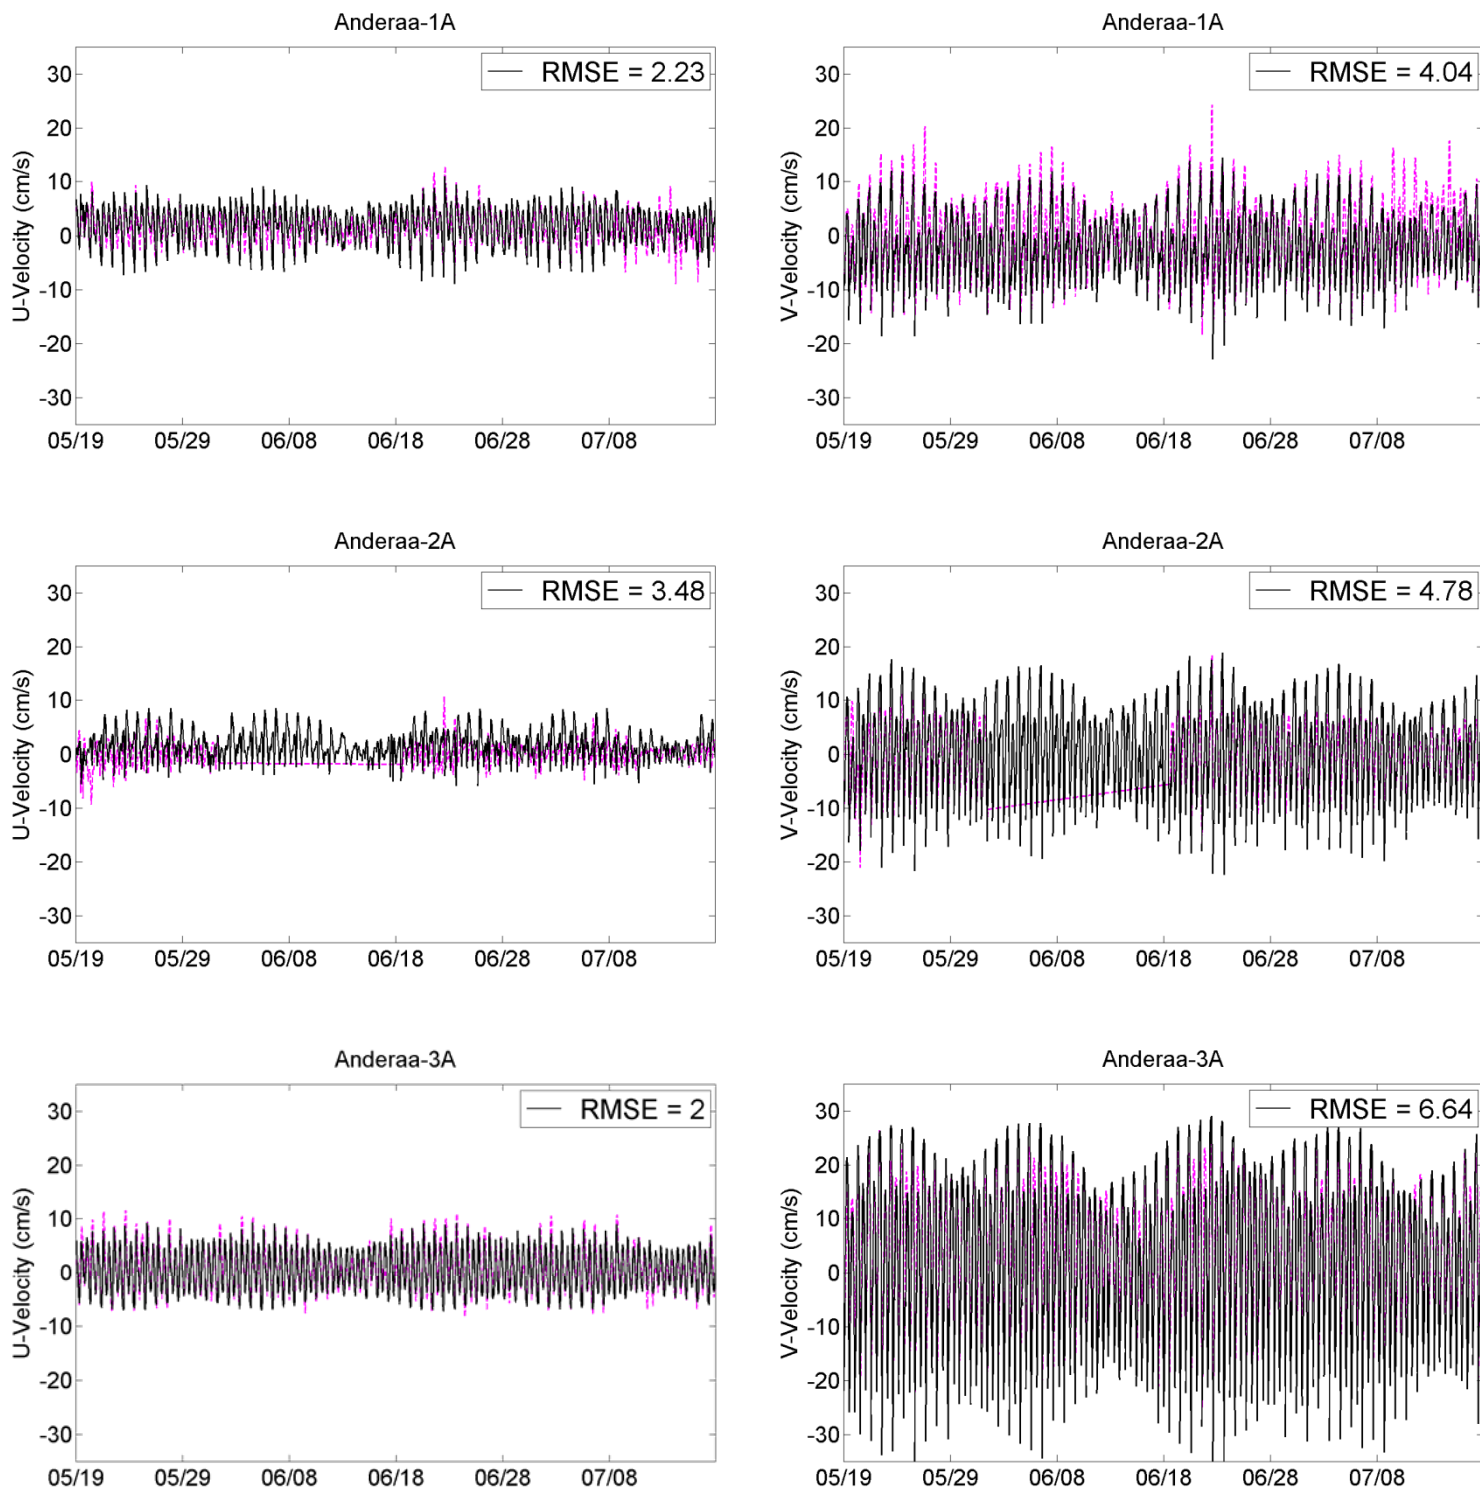 Anderaa-1A
RMSE = 2.23
U-Velocity (cm/s)
30
20
10
0
-10
-20
-30
05/19 05/29 06/08 06/18 06/28 07/08
Anderaa-1A
RMSE = 4.04
V-Velocity (cm/s)
30
20
10
0
-10
-20
-30
05/19 05/29 06/08 06/18 06/28 07/08
Anderaa-2A
RMSE = 3.48
U-Velocity (cm/s)
30
20
10
0
-10
-20
-30
05/19 05/29 06/08 06/18 06/28 07/08
Anderaa-2A
RMSE = 4.78
V-Velocity (cm/s)
30
20
10
0
-10
-20
-30
05/19 05/29 06/08 06/18 06/28 07/08
Anderaa-3A
RMSE = 2
U-Velocity (cm/s)
30
20
10
0
-10
-20
-30
05/19 05/29 06/08 06/18 06/28 07/08
Anderaa-3A
RMSE = 6.64
V-Velocity (cm/s)
30
20
10
0
-10
-20
-30
05/19 05/29 06/08 06/18 06/28 07/08